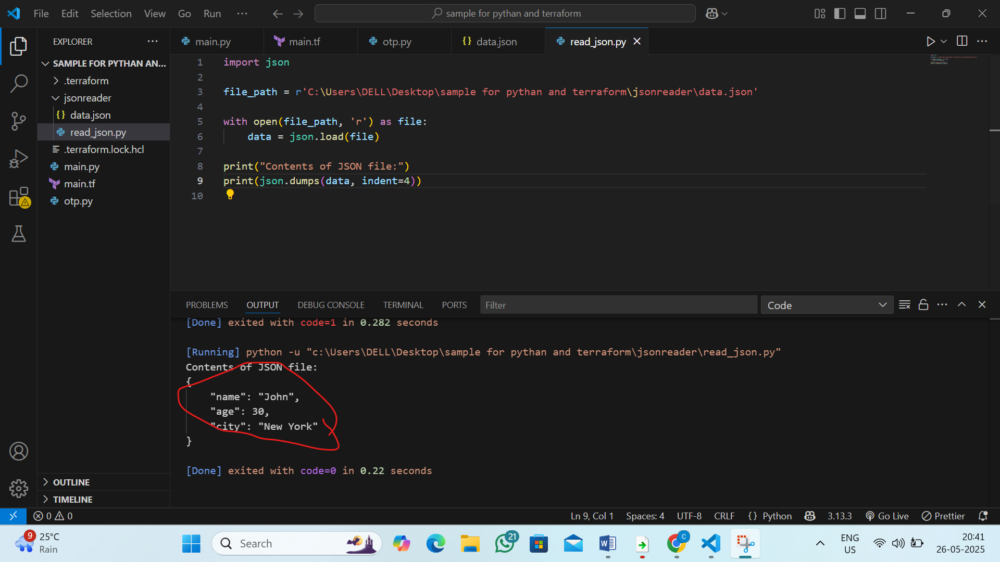 File Edit Selection View Go Run ··· sample for pythan and terraform
EXPLORER ···
main.py main.tf otp.py {} data.json read_json.py
SAMPLE FOR PYTHAN AN...
.terraform
jsonreader
{} data.json
read_json.py
.terraform.lock.hcl
main.py
main.tf
otp.py
OUTLINE
TIMELINE
1 import json
2
3 file_path = r'C:\Users\DELL\Desktop\sample for pythan and terraform\jsonreader\data.json'
4
5 with open(file_path, 'r') as file:
6 data = json.load(file)
7
8 print("Contents of JSON file:")
9 print(json.dumps(data, indent=4))
10
PROBLEMS OUTPUT DEBUG CONSOLE TERMINAL PORTS Filter Code
[Done] exited with code=1 in 0.282 seconds
[Running] python -u "c:\Users\DELL\Desktop\sample for pythan and terraform\jsonreader\read_json.py"
Contents of JSON file:
{
"name": "John",
"age": 30,
"city": "New York"
}
[Done] exited with code=0 in 0.22 seconds
0 0 Ln 9, Col 1 Spaces: 4 UTF-8 CRLF {} Python 3.13.3 Go Live Prettier
9 25°C
Rain
Search
21
C
ENG
US
20:41
26-05-2025